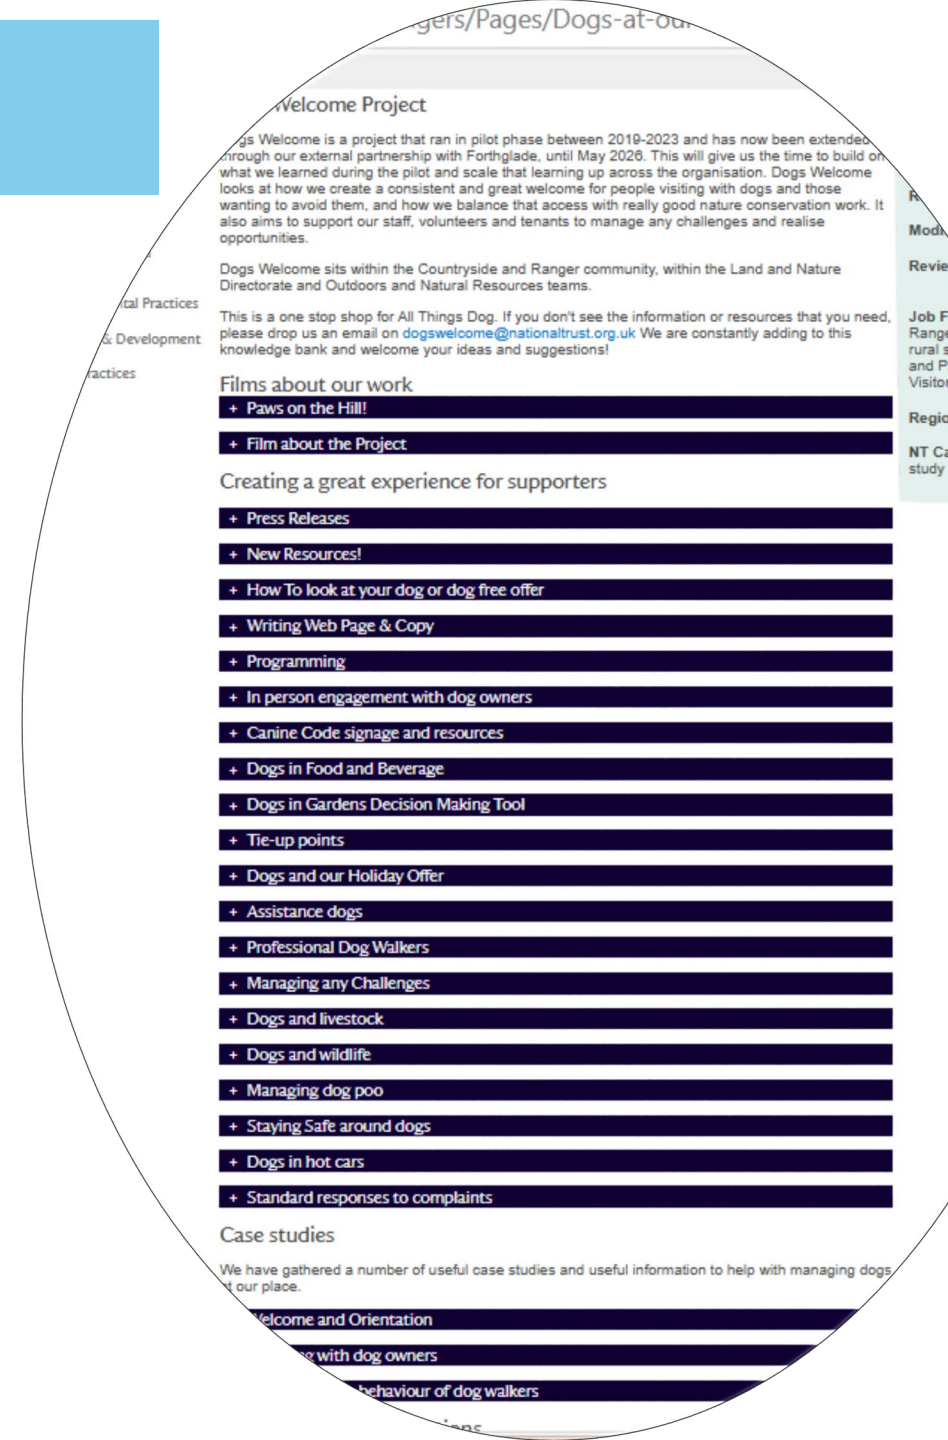 /Pages/Dogs-at-
Welcome Project
Dogs Welcome is a project that ran in pilot phase between 2019-2023 and has now been extended
through our external partnership with Forthglade, until May 2026. This will give us the time to build on
what we learned during the pilot and scale that learning up across the organisation. Dogs Welcome
looks at how we create a consistent and great welcome for people visiting with dogs and those
wanting to avoid them, and how we balance that access with really good nature conservation work. It
also aims to support our staff, volunteers and tenants to manage any challenges and realise
opportunities.
Dogs Welcome sits within the Countryside and Ranger community, within the Land and Nature
Directorate and Outdoors and Natural Resources teams.
This is a one stop shop for All Things Dog. If you don't see the information or resources that you need,
please drop us an email on dogswelcome@nationaltrust.org.uk We are constantly adding to this
knowledge bank and welcome your ideas and suggestions!
Practices
& Development
Films about our work
+ Paws on the Hill!
+ Film about the Project
Creating a great experience for supporters
+ Press Releases
+ New Resources!
+ How To look at your dog or dog free offer
+ Writing Web Page & Copy
+ Programming
+ In person engagement with dog owners
+ Canine Code signage and resources
+ Dogs in Food and Beverage
+ Dogs in Gardens Decision Making Tool
+ Tie-up points
+ Dogs and our Holiday Offer
+ Assistance dogs
+ Professional Dog Walkers
+ Managing any Challenges
+ Dogs and livestock
+ Dogs and wildlife
+ Managing dog poo
+ Staying Safe around dogs
+ Dogs in hot cars
+ Standard responses to complaints
Case studies
We have gathered a number of useful case studies and useful information to help with managing dogs
at our place.
Welcome and Orientation
with dog owners
behaviour of dog walkers
Job
and
NT
study